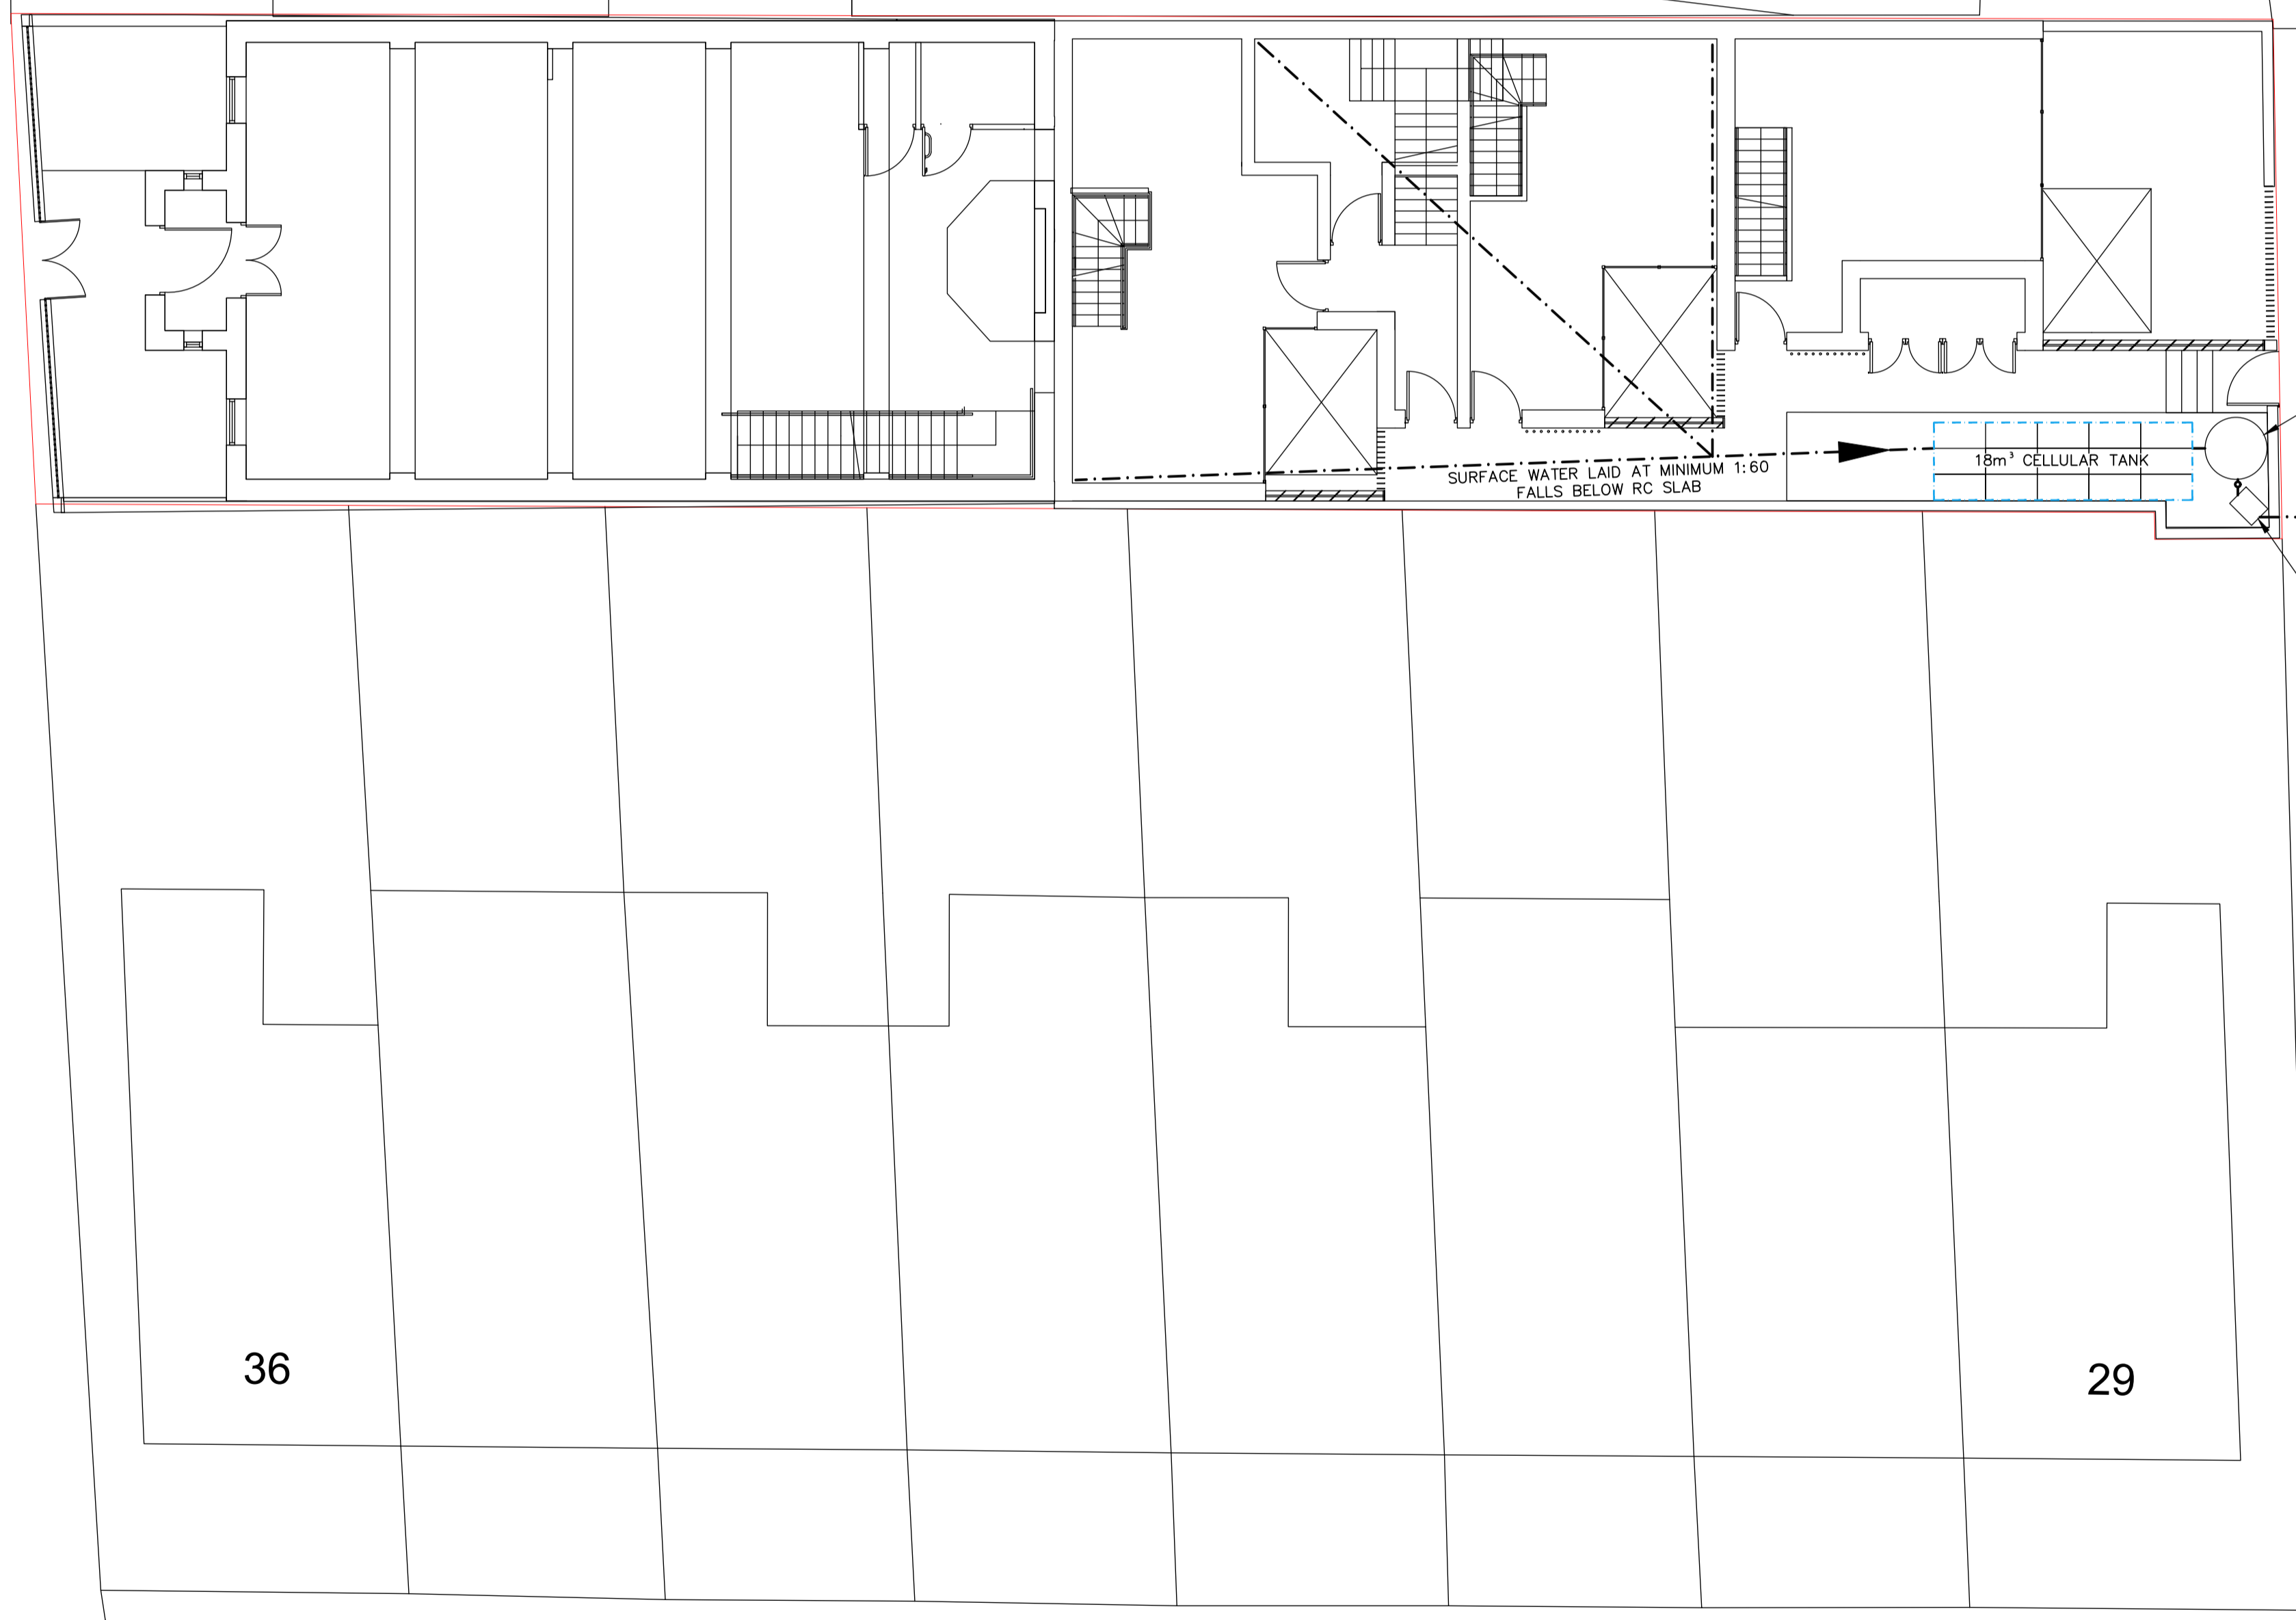 SURFACE WATER LAID AT MINIMUM 1:60
FALLS BELOW RC SLAB
18m³ CELLULAR TANK
36
29